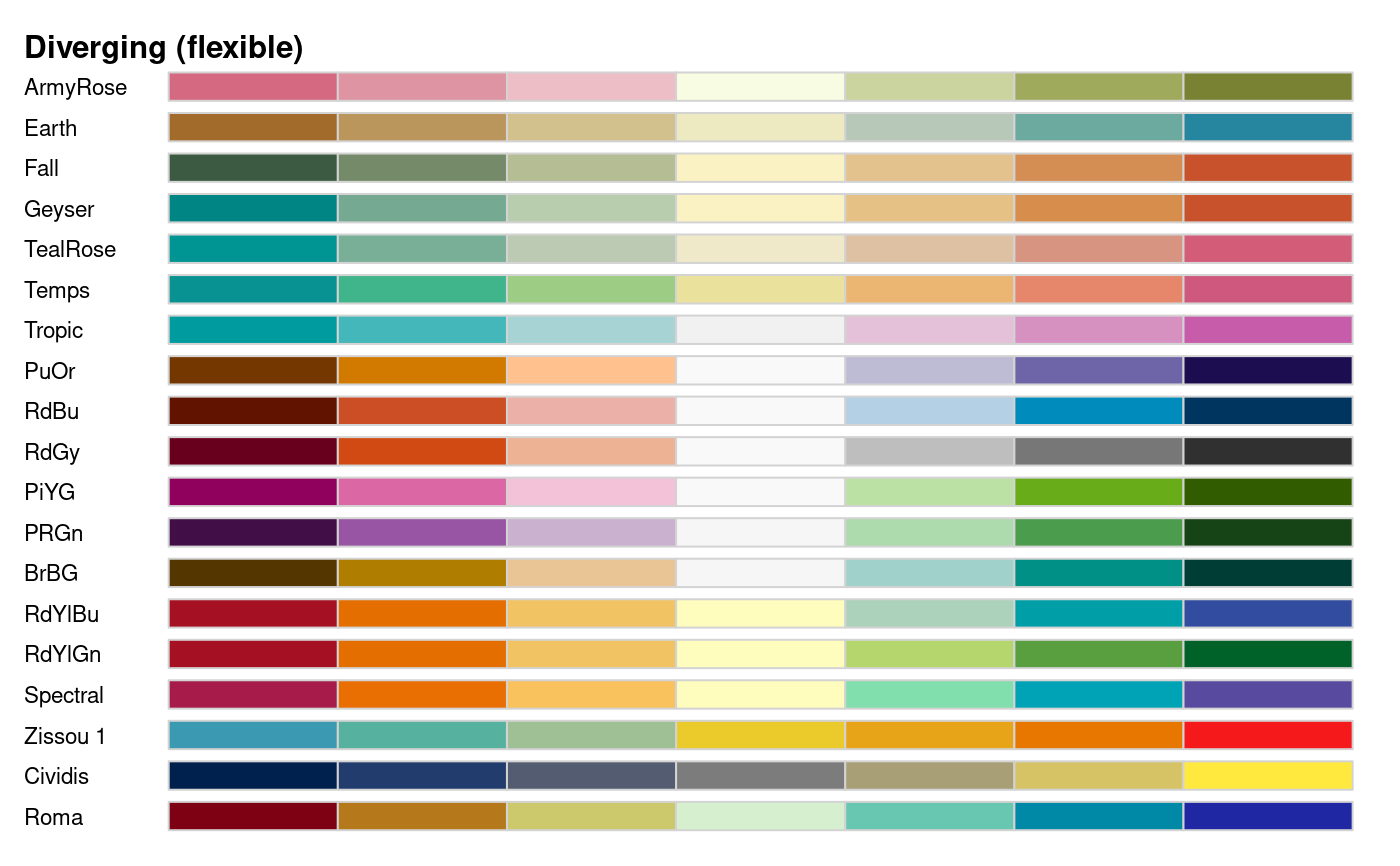 Diverging (flexible)
ArmyRose
Earth
Fall
Geyser
TealRose
Temps
Tropic
PuOr
RdBu
RdGy
PiYG
PRGn
BrBG
RdYlBu
RdYlGn
Spectral
Zissou 1
Cividis
Roma